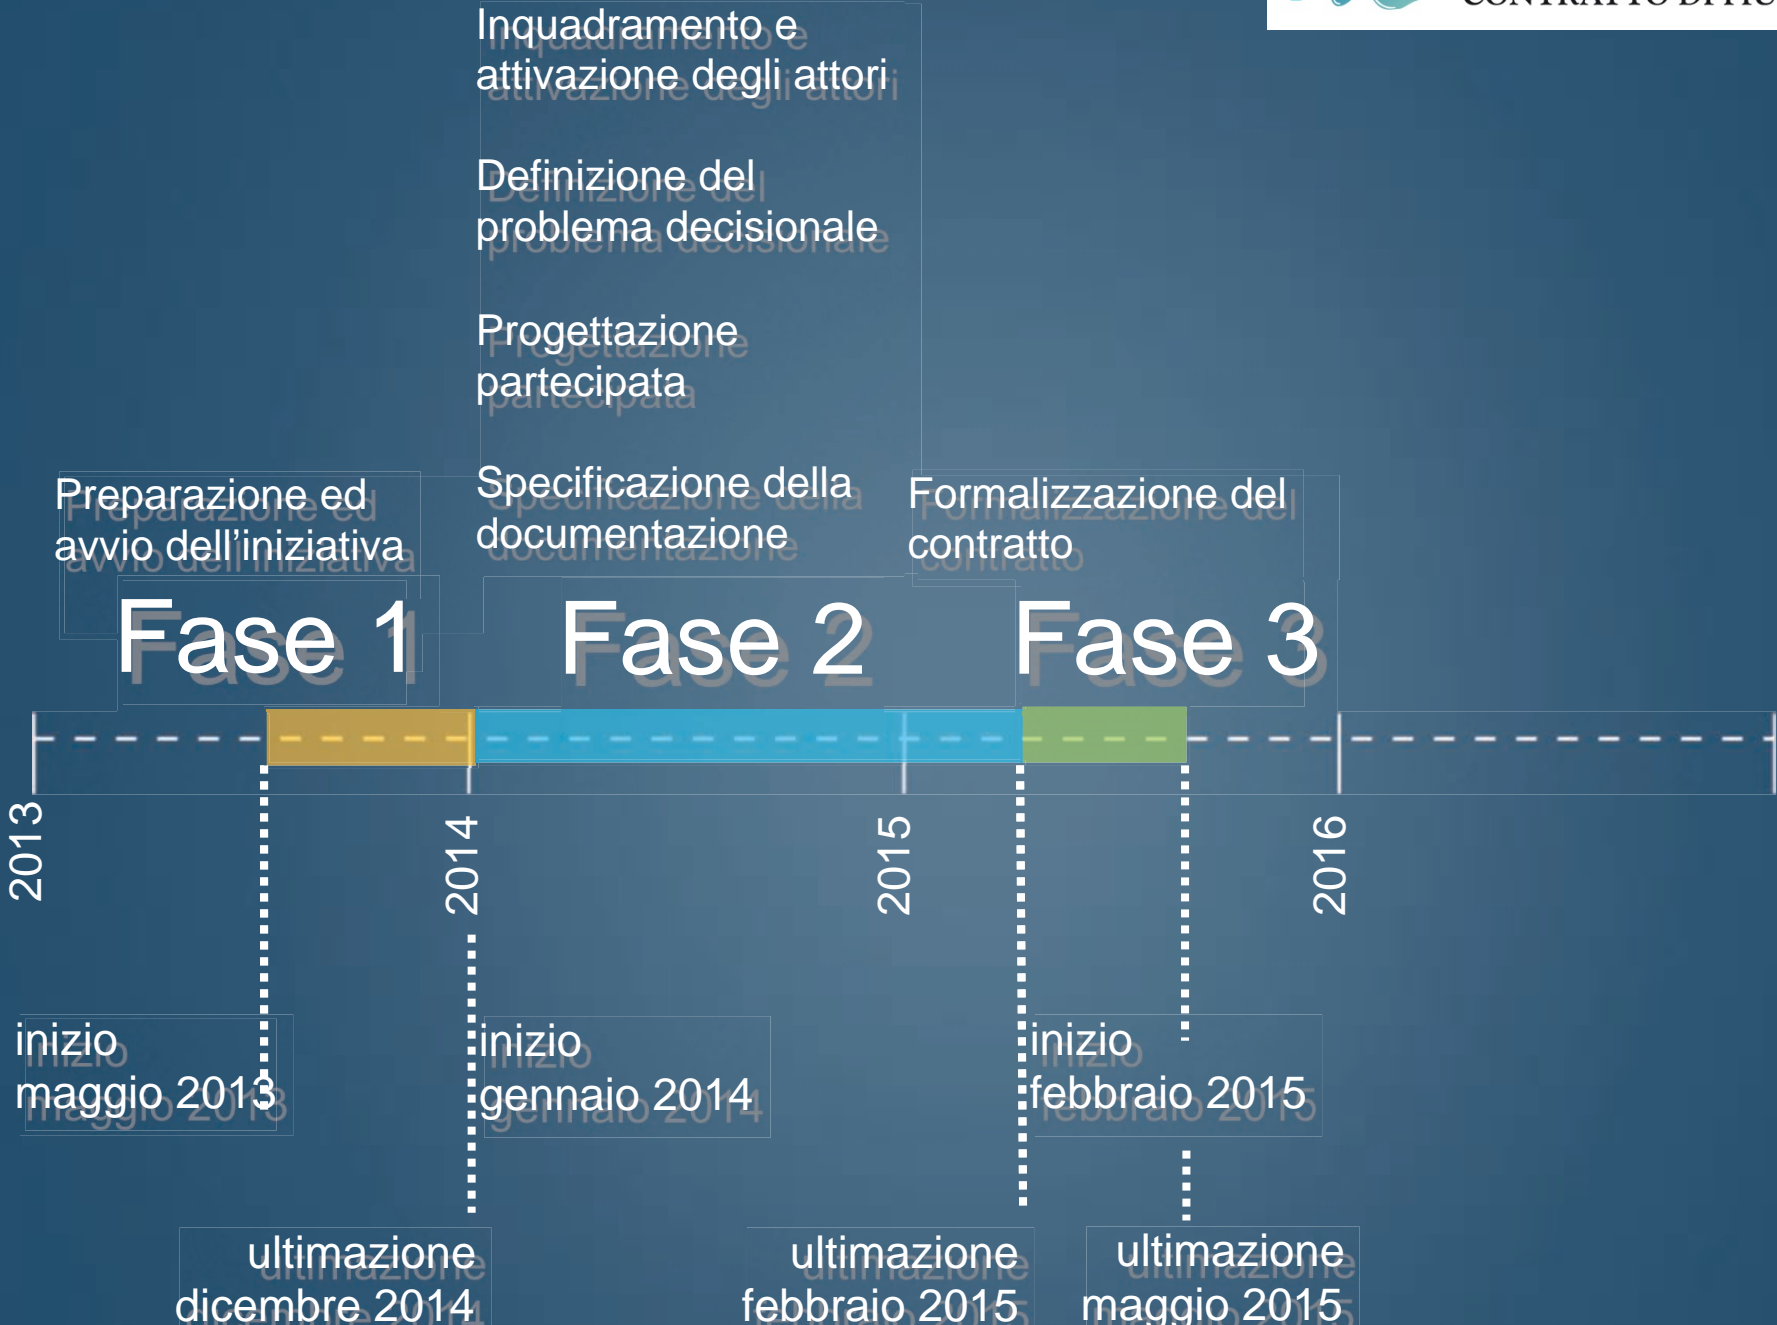 Inquadramento e
attivazione degli attori
Definizione del
problema decisionale
Progettazione
partecipata
Specificazione della
documentazione
Preparazione ed
avvio dell’iniziativa
Formalizzazione del
contratto
Fase 1
Fase 2
Fase 3
2013
2014
2015
2016
inizio
maggio 2013
inizio
gennaio 2014
inizio
febbraio 2015
ultimazione
dicembre 2014
ultimazione
febbraio 2015
ultimazione
maggio 2015